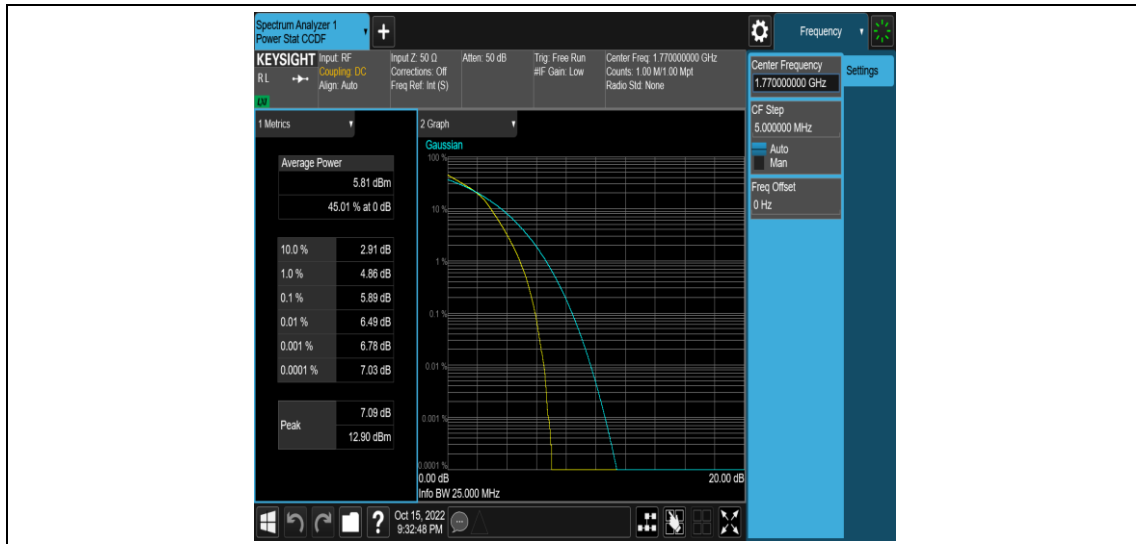 Spectrum Analyzer 1
Power Stat CCDF
+
Frequency
KEYSIGHT
RL
Input: RF
Coupling: DC
Align: Auto
Input Z: 50 Ω
Corrections: Off
Freq Ref: Int (S)
Atten: 50 dB
Trig: Free Run
#IF Gain: Low
Center Freq: 1.770000000 GHz
Counts: 1.00 M/1.00 Mpt
Radio Std: None
Center Frequency
1.770000000 GHz
Settings
CF Step
5.000000 MHz
Auto
Man
Freq Offset
0 Hz
1 Metrics
Average Power
5.81 dBm
45.01 % at 0 dB
10.0 % 2.91 dB
1.0 % 4.86 dB
0.1 % 5.89 dB
0.01 % 6.49 dB
0.001 % 6.78 dB
0.0001 % 7.03 dB
Peak
7.09 dB
12.90 dBm
2 Graph
Gaussian
100 %
10 %
1 %
0.1 %
0.01 %
0.001 %
0.0001 %
0.00 dB 20.00 dB
Info BW 25.000 MHz
?
Oct 15, 2022
9:32:48 PM